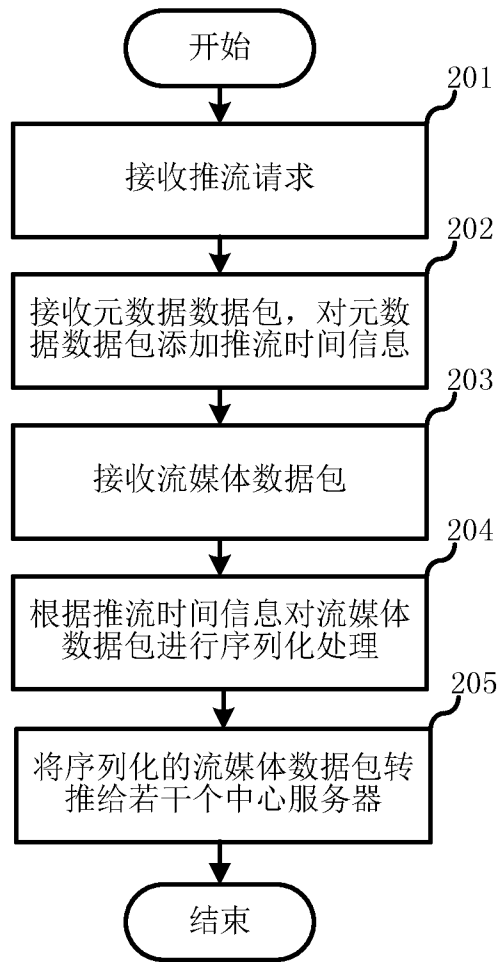 开始
201
接收推流请求
202
接收元数据数据包，对元数
据数据包添加推流时间信息
203
接收流媒体数据包
204
根据推流时间信息对流媒体
数据包进行序列化处理
205
将序列化的流媒体数据包转
推给若干个中心服务器
结束